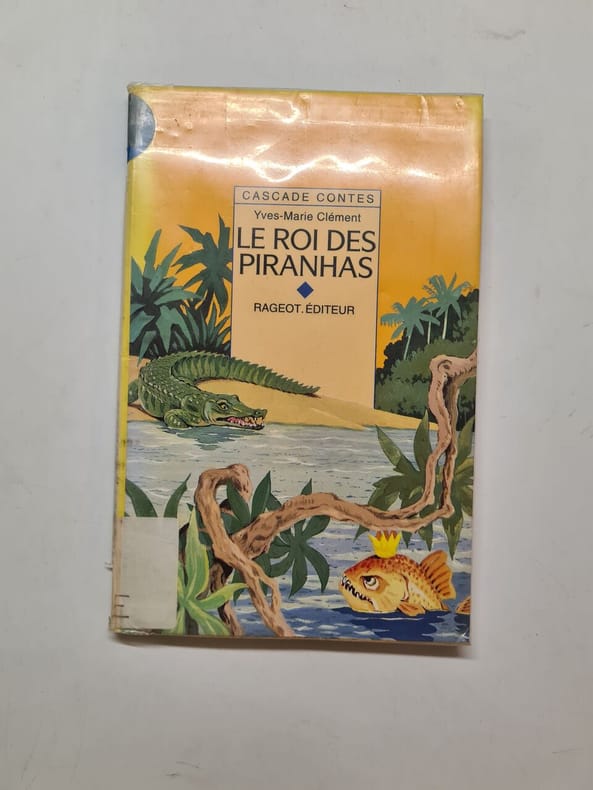 CASCADE CONTES
Yves-Marie Clément
LE ROI DES
PIRANHAS
RAGEOT.ÉDITEUR